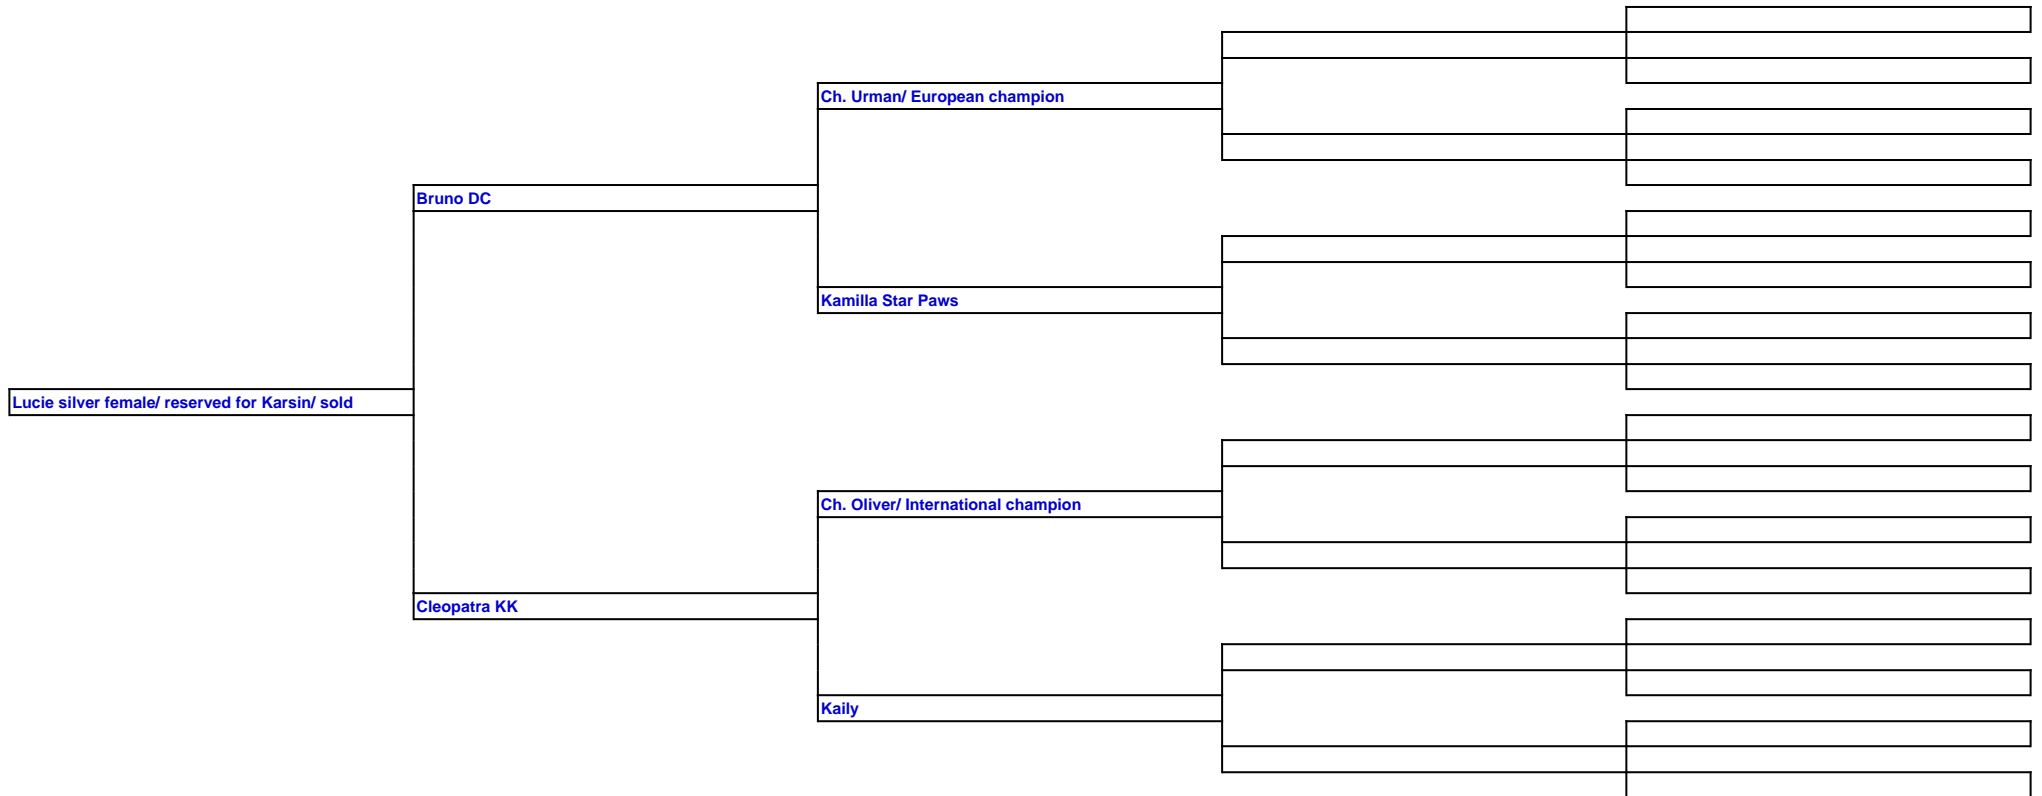 Ch. Urman/ European champion
Bruno DC
Kamilla Star Paws
Lucie silver female/ reserved for Karsin/ sold
Ch. Oliver/ International champion
Cleopatra KK
Kaily